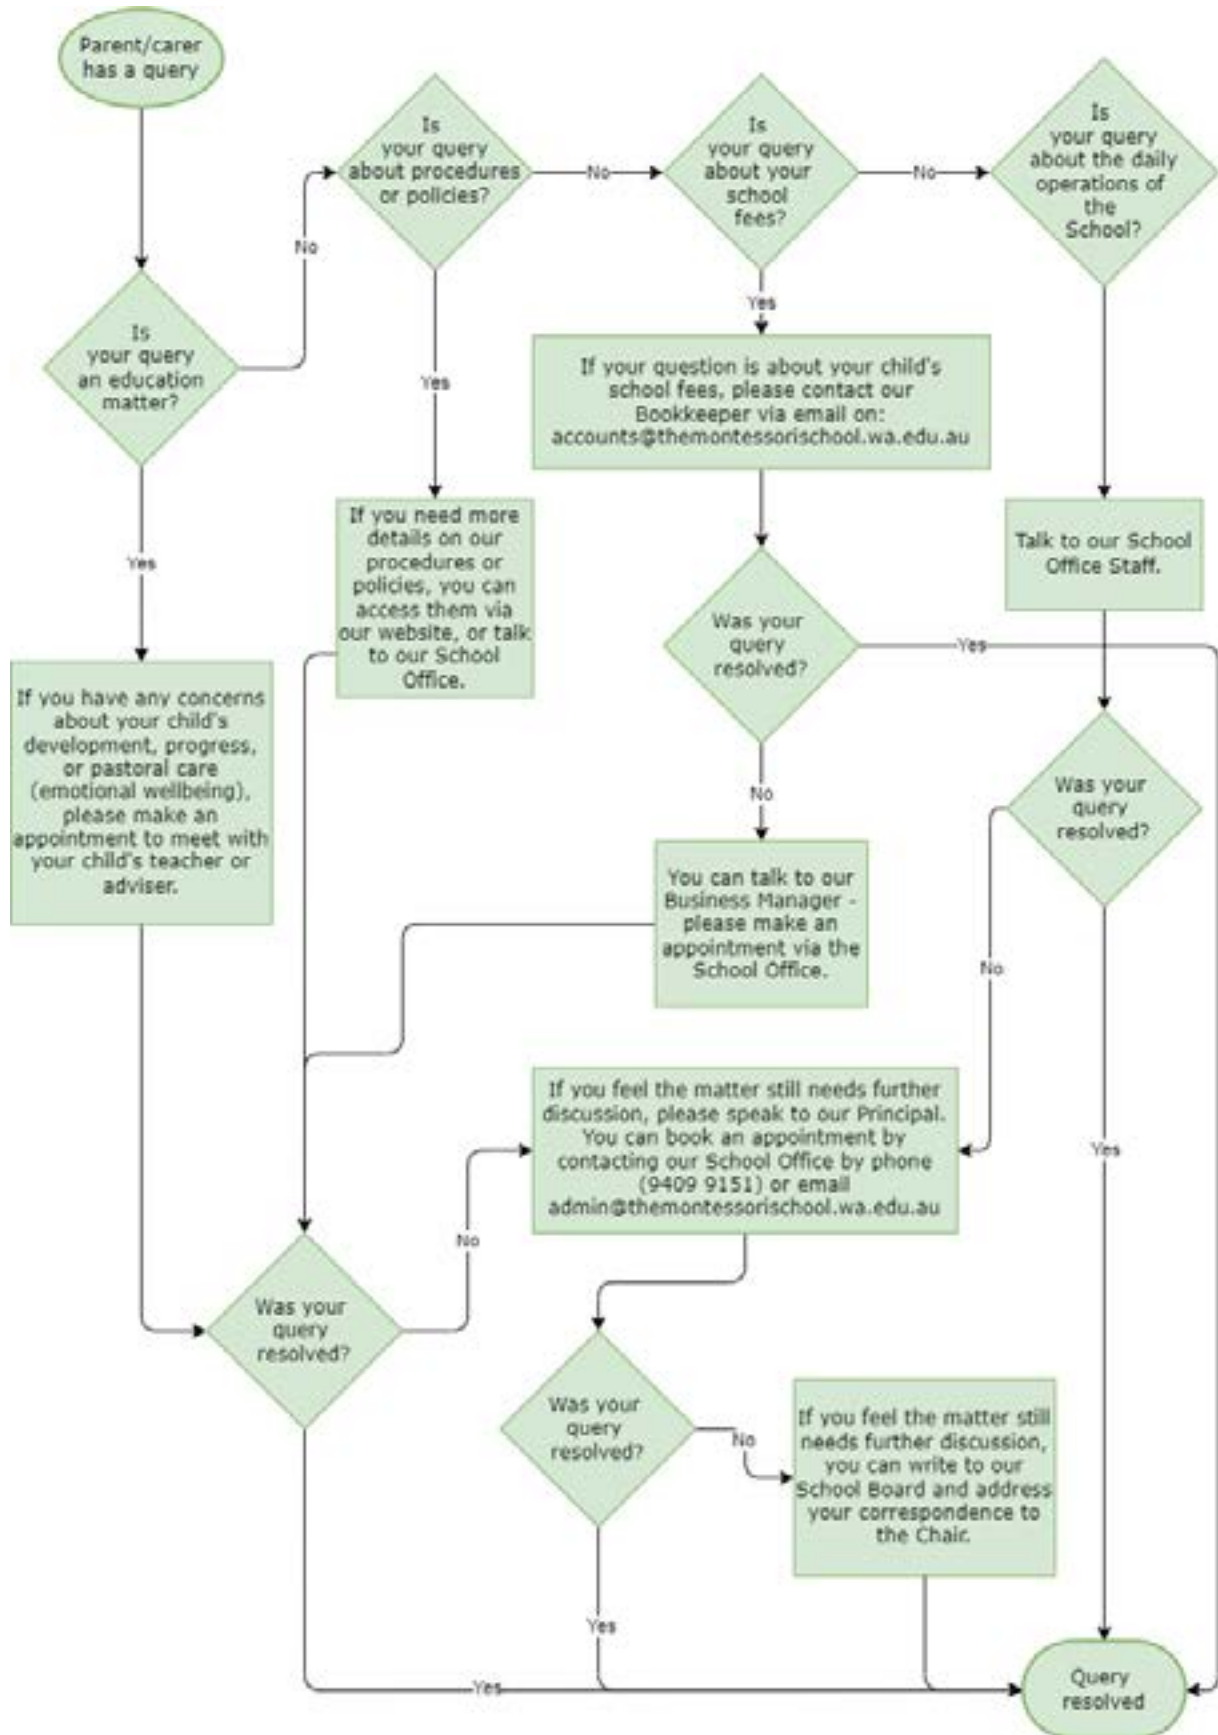 Parent/carer
has a query
Is
your query
about procedures
or policies?
No
Is
your query
about your
school
fees?
No
Is
your query
about the daily
operations of
the
School?
No
Is
your query
an education
matter?
Yes
Yes
If your question is about your child's
school fees, please contact our
Bookkeeper via email on:
accounts@themontessorischool.wa.edu.au
If you need more
details on our
procedures or
policies, you can
access them via
our website, or talk
to our School
Office.
Talk to our School
Office Staff.
Yes
Was your
query
resolved?
Yes
If you have any concerns
about your child's
development, progress,
or pastoral care
(emotional wellbeing),
please make an
appointment to meet with
your child's teacher or
adviser.
Was your
query
resolved?
No
You can talk to our
Business Manager -
please make an
appointment via the
School Office.
No
If you feel the matter still needs further
discussion, please speak to our Principal.
You can book an appointment by
contacting our School Office by phone
(9409 9151) or email
admin@themontessorischool.wa.edu.au
Yes
No
Was your
query
resolved?
Was your
query
resolved?
No
If you feel the matter still
needs further discussion,
you can write to our
School Board and address
your correspondence to
the Chair.
Yes
Yes
Query
resolved